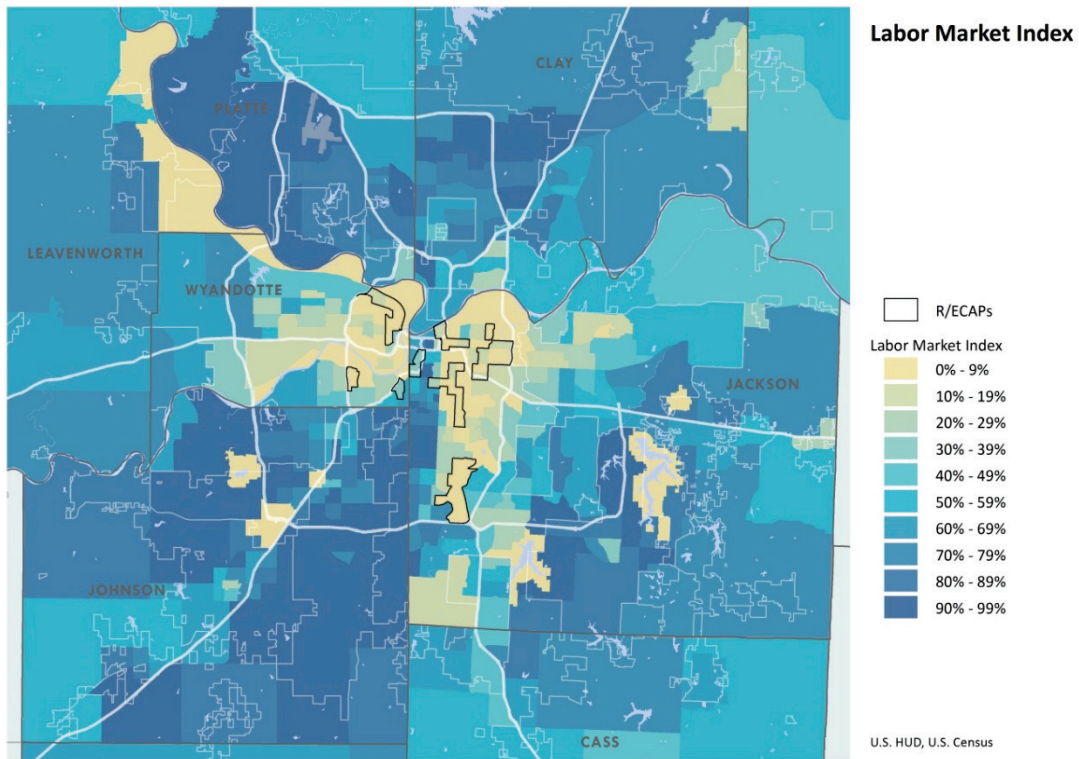 Labor Market Index
CLAY
PLATTE
LEAVENWORTH
WYANDOTTE
JACKSON
JOHNSON
CASS
R/ECAPs
Labor Market Index
0% - 9%
10% - 19%
20% - 29%
30% - 39%
40% - 49%
50% - 59%
60% - 69%
70% - 79%
80% - 89%
90% - 99%
U.S. HUD, U.S. Census